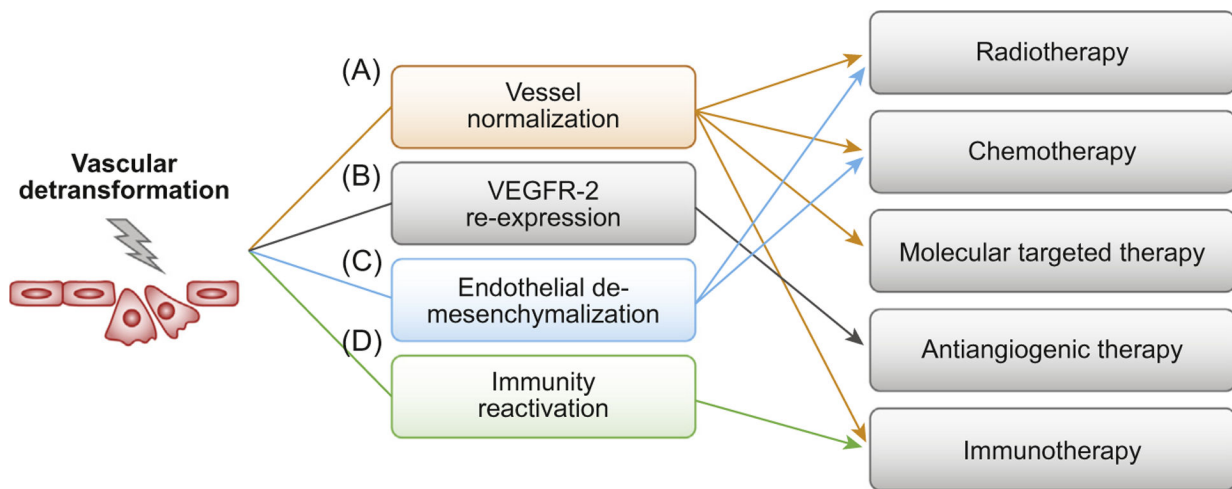 Vascular
detransformation
(A)
Vessel
normalization
(B)
VEGFR-2
re-expression
(C)
Endothelial de-
mesenchymalization
(D)
Immunity
reactivation
Radiotherapy
Chemotherapy
Molecular targeted therapy
Antiangiogenic therapy
Immunotherapy